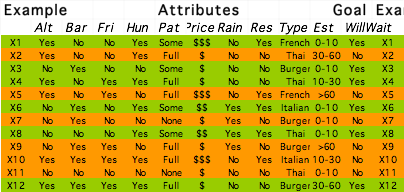 Example Attributes Goal Exa
Alt Bar Fri Hun Pat Price Rain Res Type Est WillWait
X1 Yes No No Yes Some $$$ No Yes French 0-10 Yes X1
X2 Yes No No Yes Full $ No No Thai 30-60 No X2
X3 No Yes No No Some $ No No Burger 0-10 Yes X3
X4 Yes No Yes Yes Full $ No No Thai 10-30 Yes X4
X5 Yes No Yes No Full $$$ No Yes French >60 No X5
X6 No Yes No Yes Some $$ Yes Yes Italian 0-10 Yes X6
X7 No Yes No No None $ Yes No Burger 0-10 No X7
X8 No No No Yes Some $$ Yes Yes Thai 0-10 Yes X8
X9 No Yes Yes No Full $ Yes No Burger >60 No X9
X10 Yes Yes Yes Yes Full $$$ No Yes Italian 10-30 No X10
X11 No No No No None $ No No Thai 0-10 No X11
X12 Yes Yes Yes Yes Full $ No No Burger 30-60 Yes X12